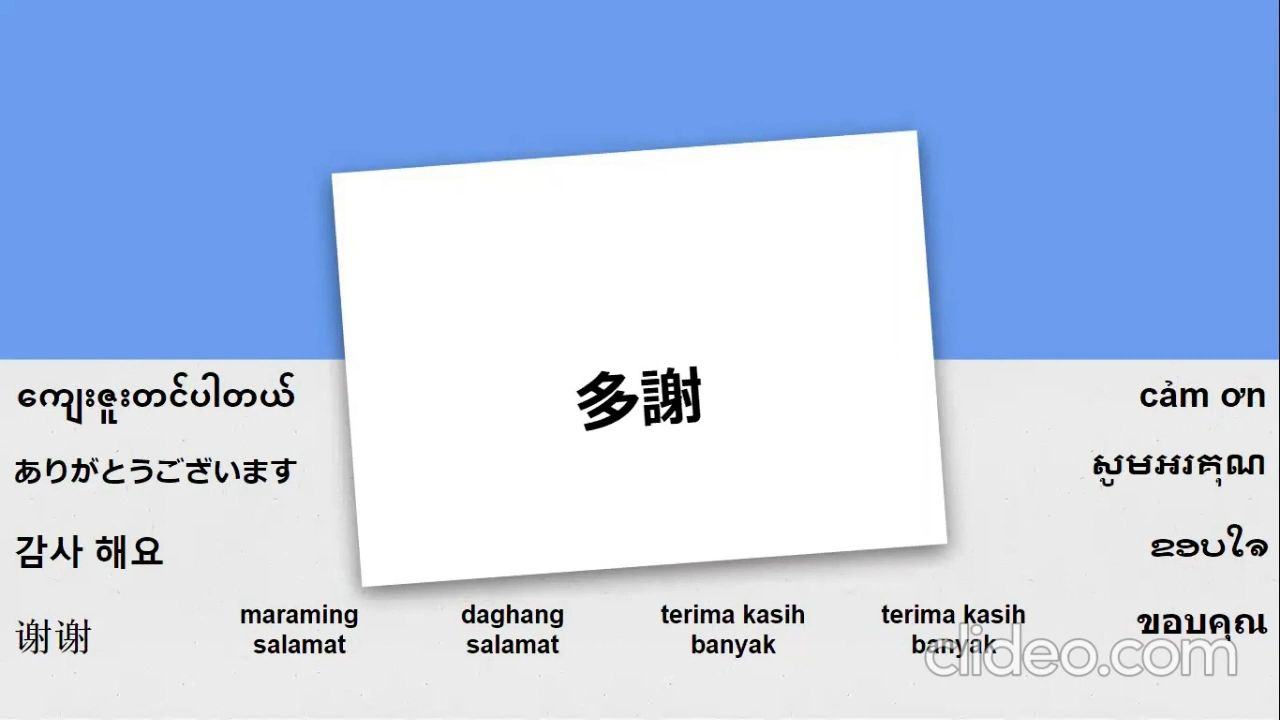 多謝
ကျေးဇူးတင်ပါတယ်
cảm ơn
ありがとうございます
សូមអរគុណ
감사 해요
ຂອບໃຈ
谢谢
maraming
salamat
daghang
salamat
terima kasih
banyak
terima kasih
banyak
ขอบคุณ
clideo.com